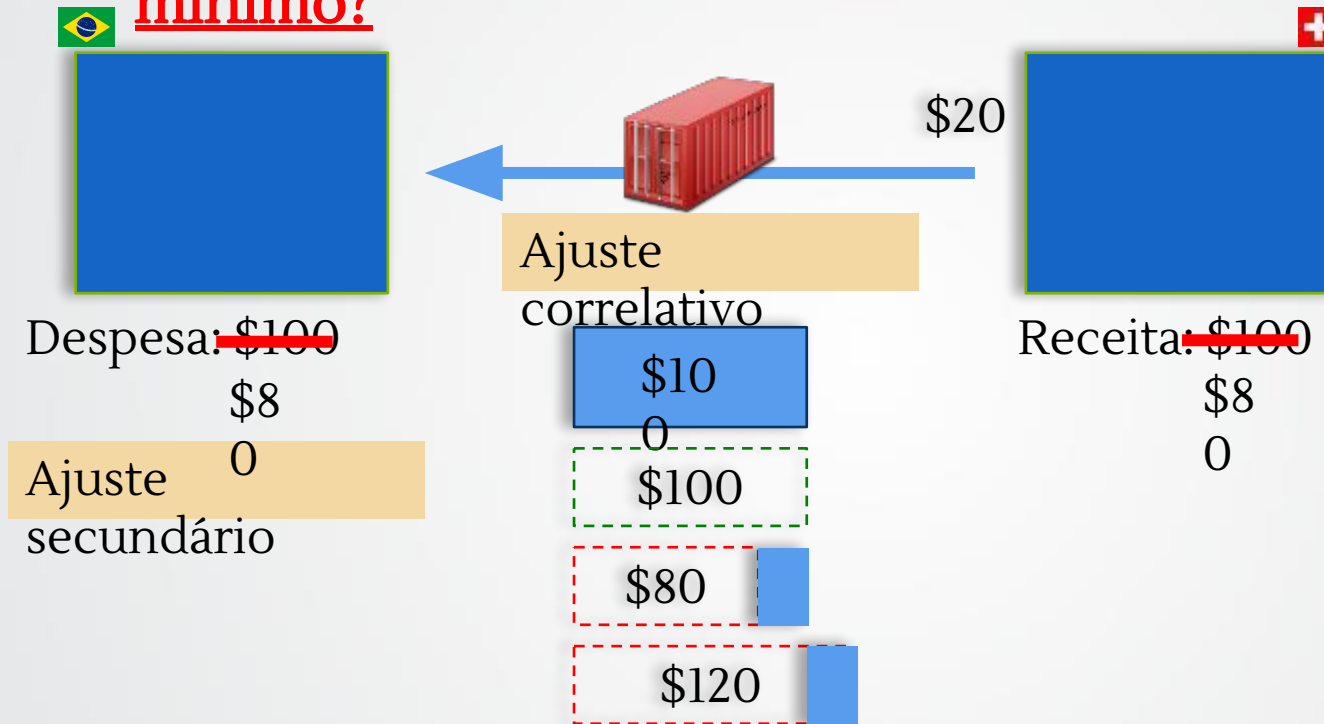 mínimo?
$20
Ajuste
correlativo
Despesa: $100
$8
0
Receita: $100
$8
0
$10
0
$100
Ajuste
secundário
$80
$120